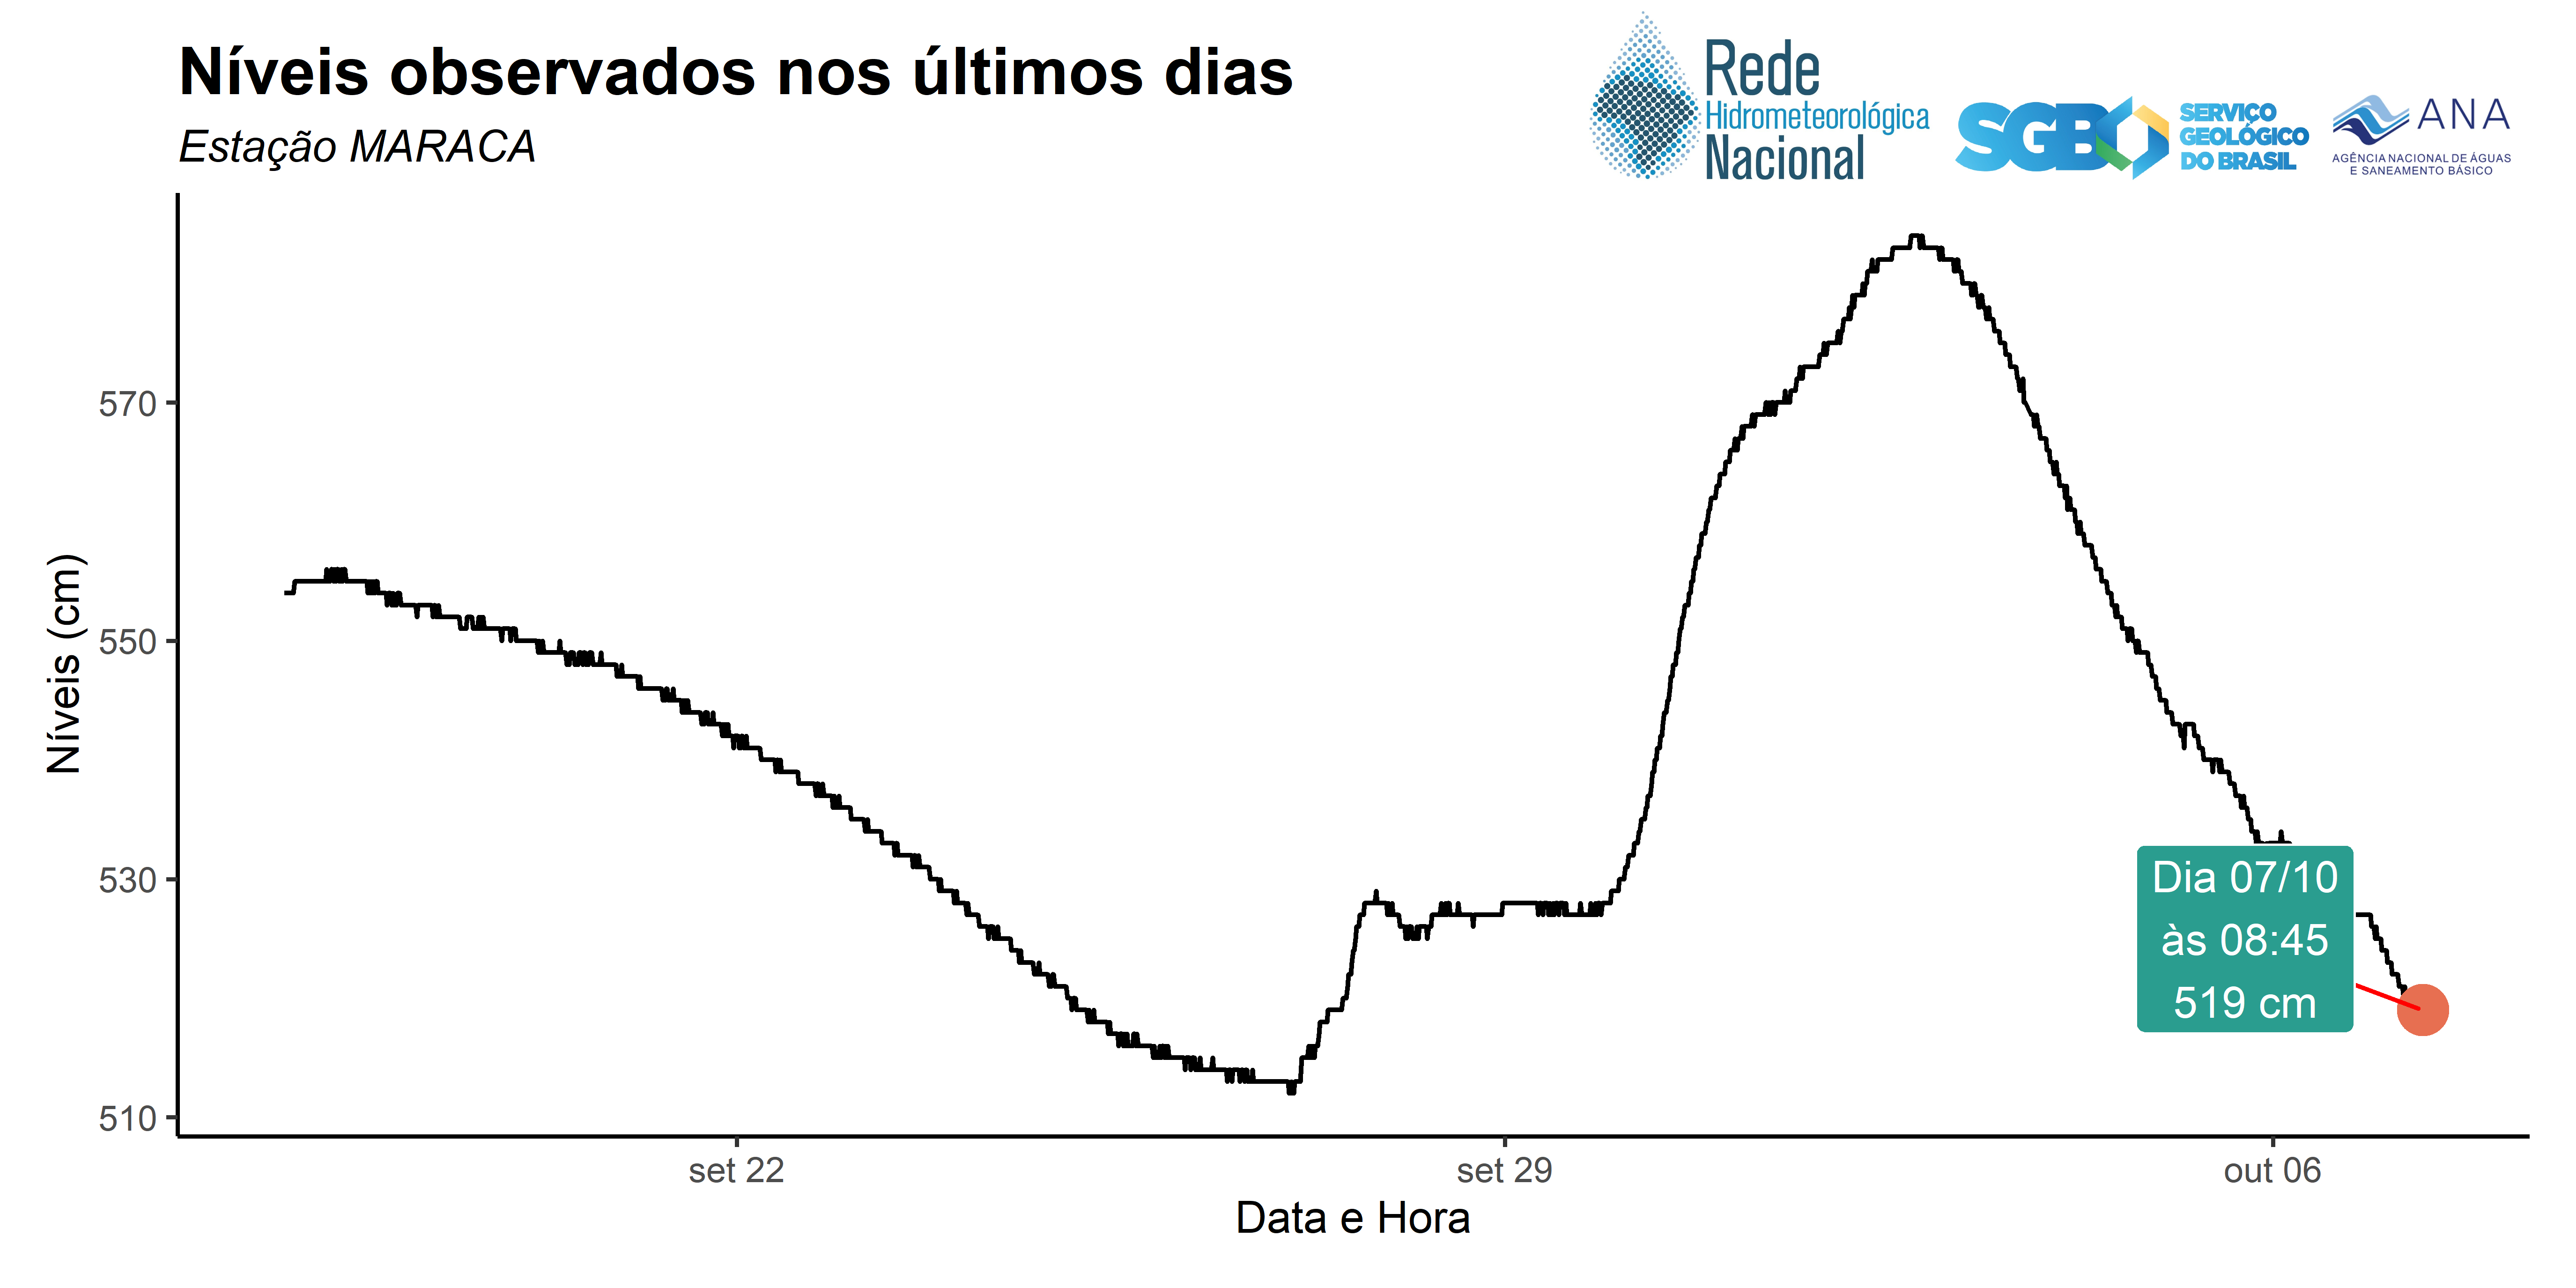 Níveis observados nos últimos dias
Estação MARACA
Rede
Hidrometeorológica
Nacional
SGB
SERVIÇO
GEOLÓGICO
DO BRASIL
ANA
AGÊNCIA NACIONAL DE ÁGUAS
E SANEAMENTO BÁSICO
Níveis (cm)
570
550
530
510
Dia 07/10
às 08:45
519 cm
set 22
set 29
out 06
Data e Hora